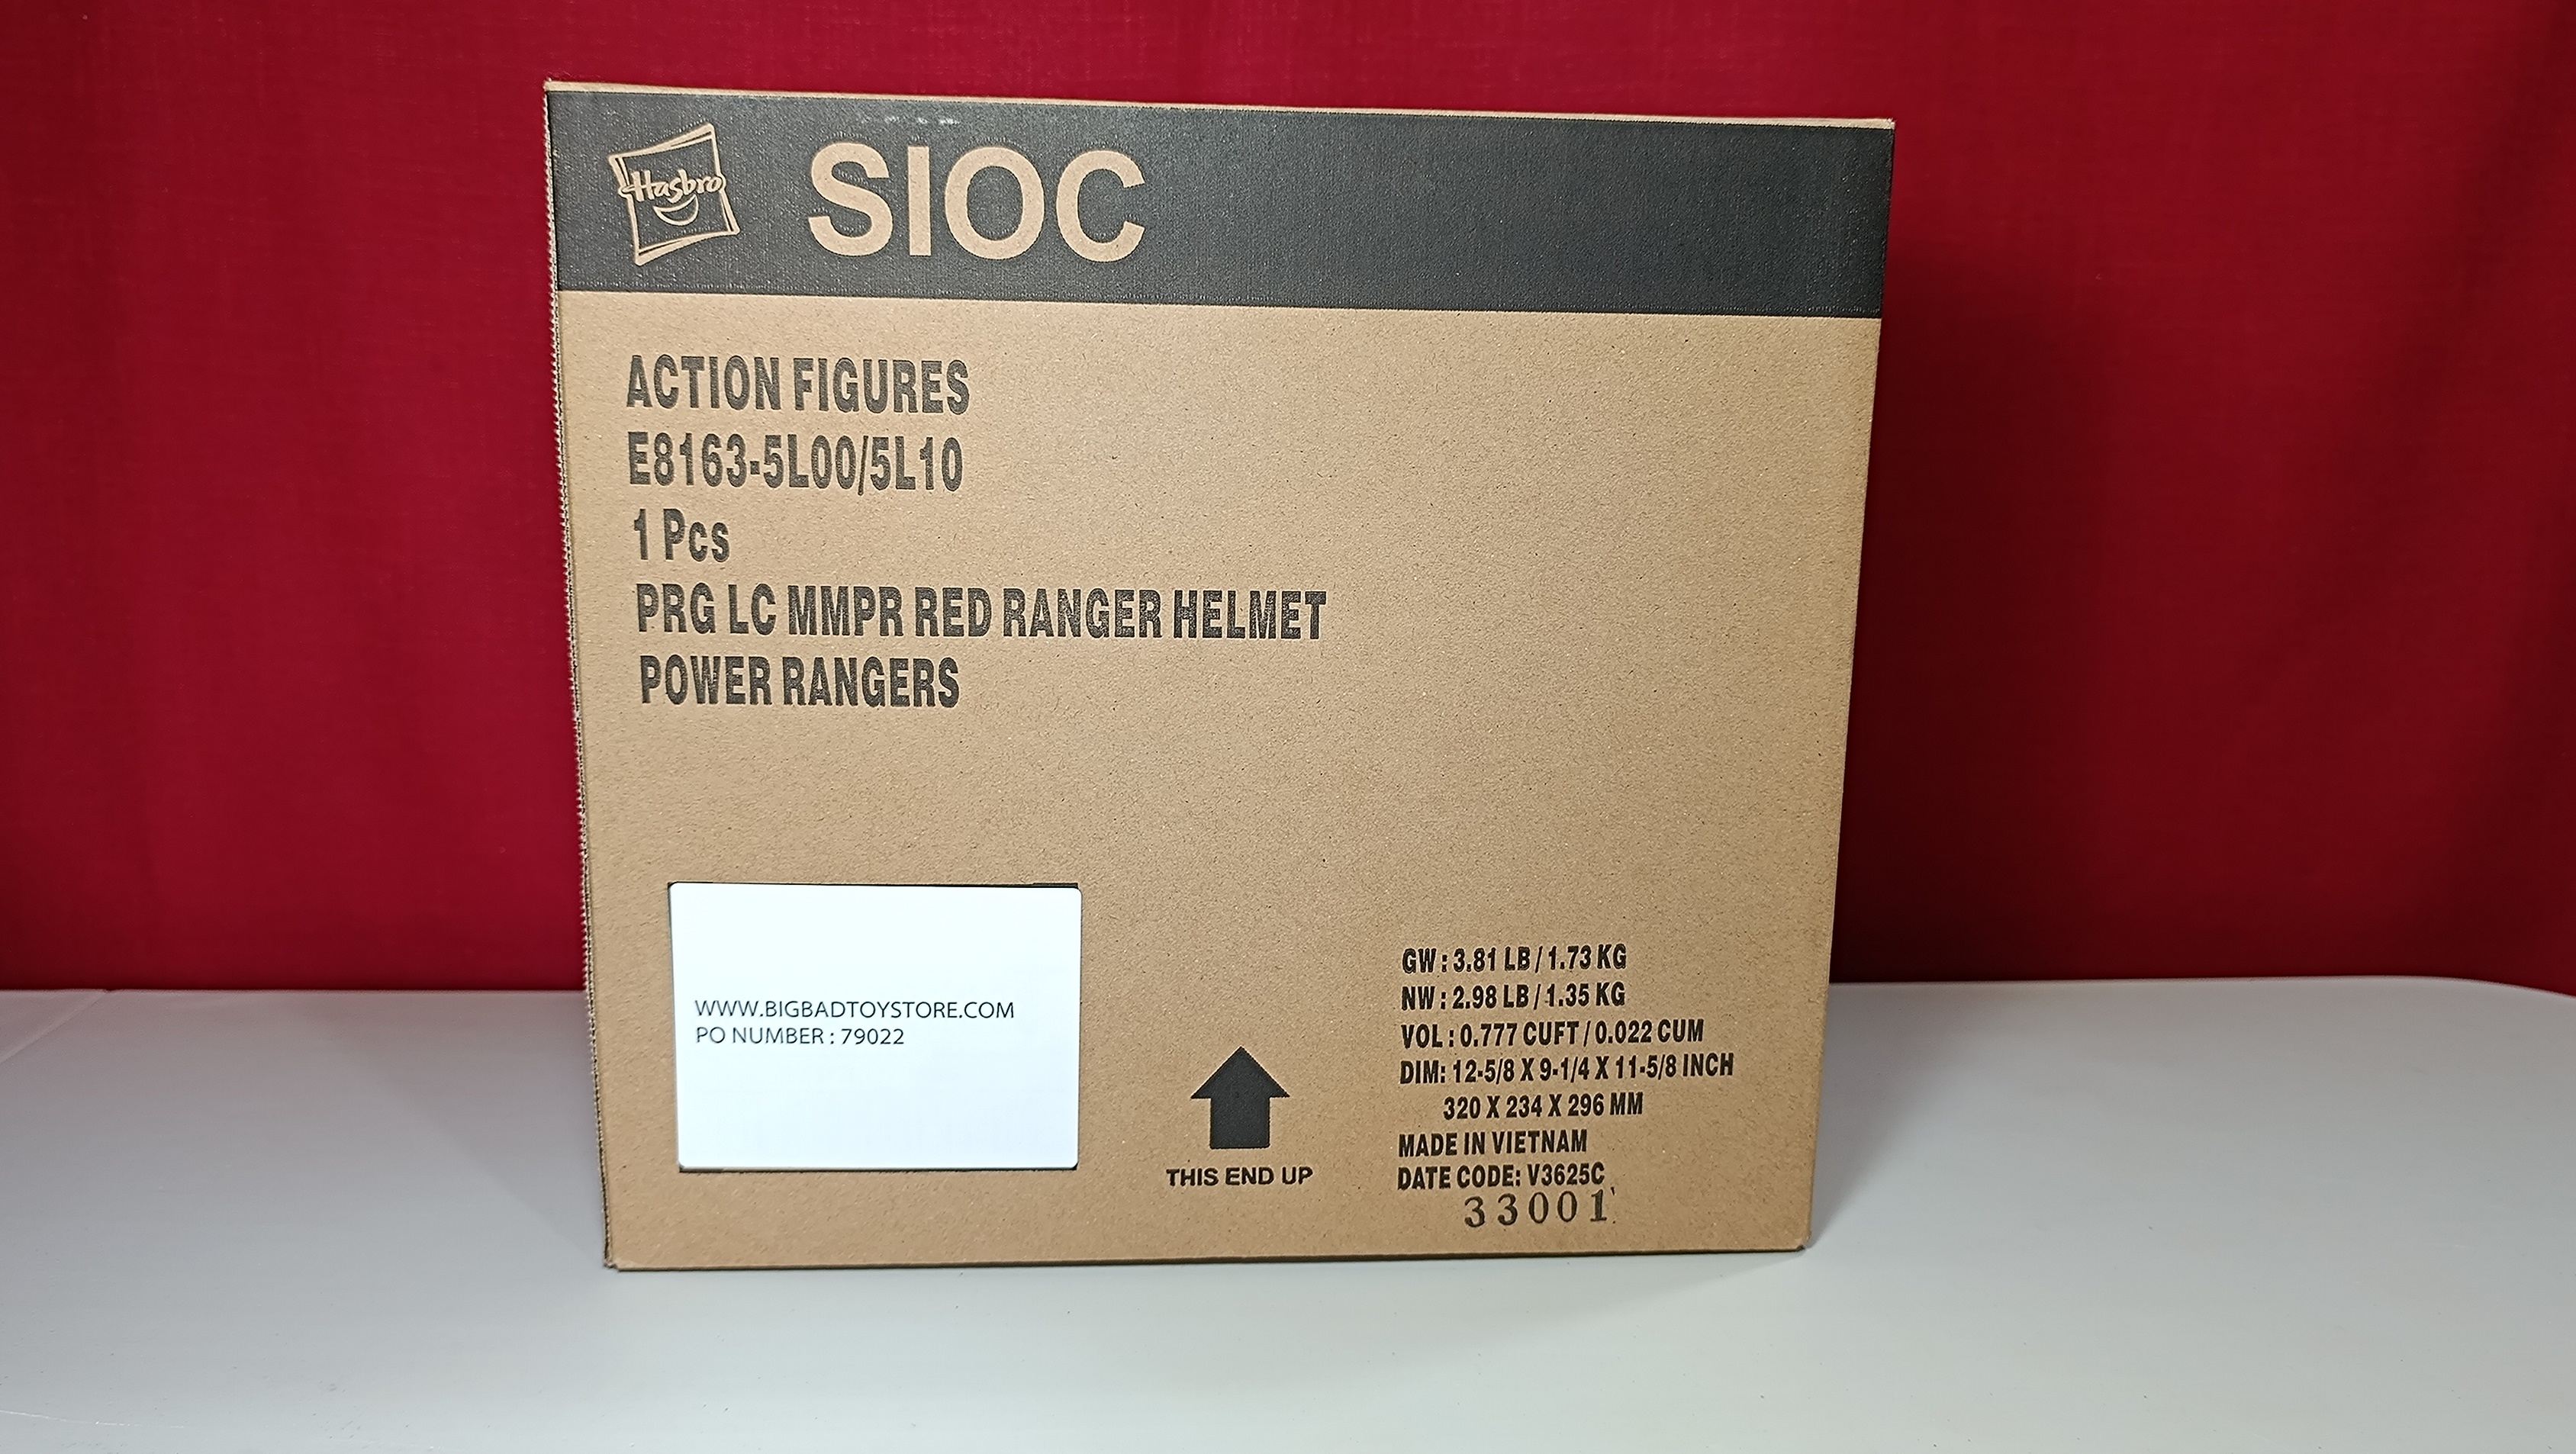 Hasbro
SIOC
ACTION FIGURES
E8163-5L00/5L10
1 Pcs
PRG LC MMPR RED RANGER HELMET
POWER RANGERS
WWW.BIGBADTOYSTORE.COM
PO NUMBER : 79022
THIS END UP
GW : 3.81 LB / 1.73 KG
NW : 2.98 LB / 1.35 KG
VOL : 0.777 CUFT / 0.022 CUM
DIM: 12-5/8 X 9-1/4 X 11-5/8 INCH
320 X 234 X 296 MM
MADE IN VIETNAM
DATE CODE: V3625C
33001